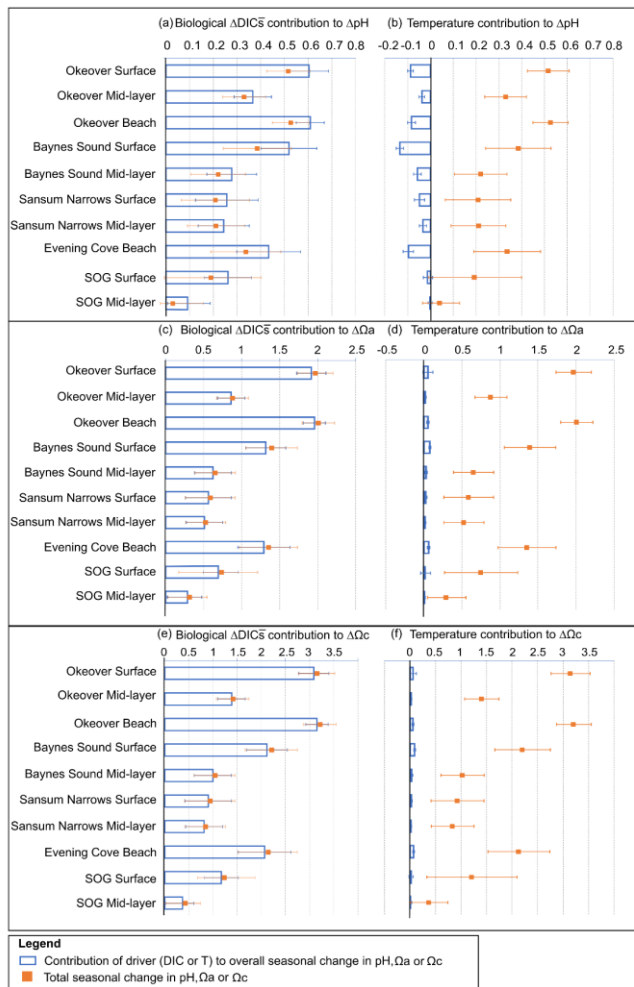 (a) Biological ΔDICs̅ contribution to ΔpH (b) Temperature contribution to ΔpH
0 0.1 0.2 0.3 0.4 0.5 0.6 0.7 0.8 -0.2 -0.1 0 0.1 0.2 0.3 0.4 0.5 0.6 0.7 0.8
Okeover Surface
Okeover Mid-layer
Okeover Beach
Baynes Sound Surface
Baynes Sound Mid-layer
Sansum Narrows Surface
Sansum Narrows Mid-layer
Evening Cove Beach
SOG Surface
SOG Mid-layer
(c) Biological ΔDICs̅ contribution to ΔΩa (d) Temperature contribution to ΔΩa
0 0.5 1 1.5 2 2.5 -0.5 0 0.5 1 1.5 2 2.5
Okeover Surface
Okeover Mid-layer
Okeover Beach
Baynes Sound Surface
Baynes Sound Mid-layer
Sansum Narrows Surface
Sansum Narrows Mid-layer
Evening Cove Beach
SOG Surface
SOG Mid-layer
(e) Biological ΔDICs̅ contribution to ΔΩc (f) Temperature contribution to ΔΩc
0 0.5 1 1.5 2 2.5 3 3.5 0 0.5 1 1.5 2 2.5 3 3.5
Okeover Surface
Okeover Mid-layer
Okeover Beach
Baynes Sound Surface
Baynes Sound Mid-layer
Sansum Narrows Surface
Sansum Narrows Mid-layer
Evening Cove Beach
SOG Surface
SOG Mid-layer
Legend
Contribution of driver (DIC or T) to overall seasonal change in pH,Ωa or Ωc
Total seasonal change in pH,Ωa or Ωc